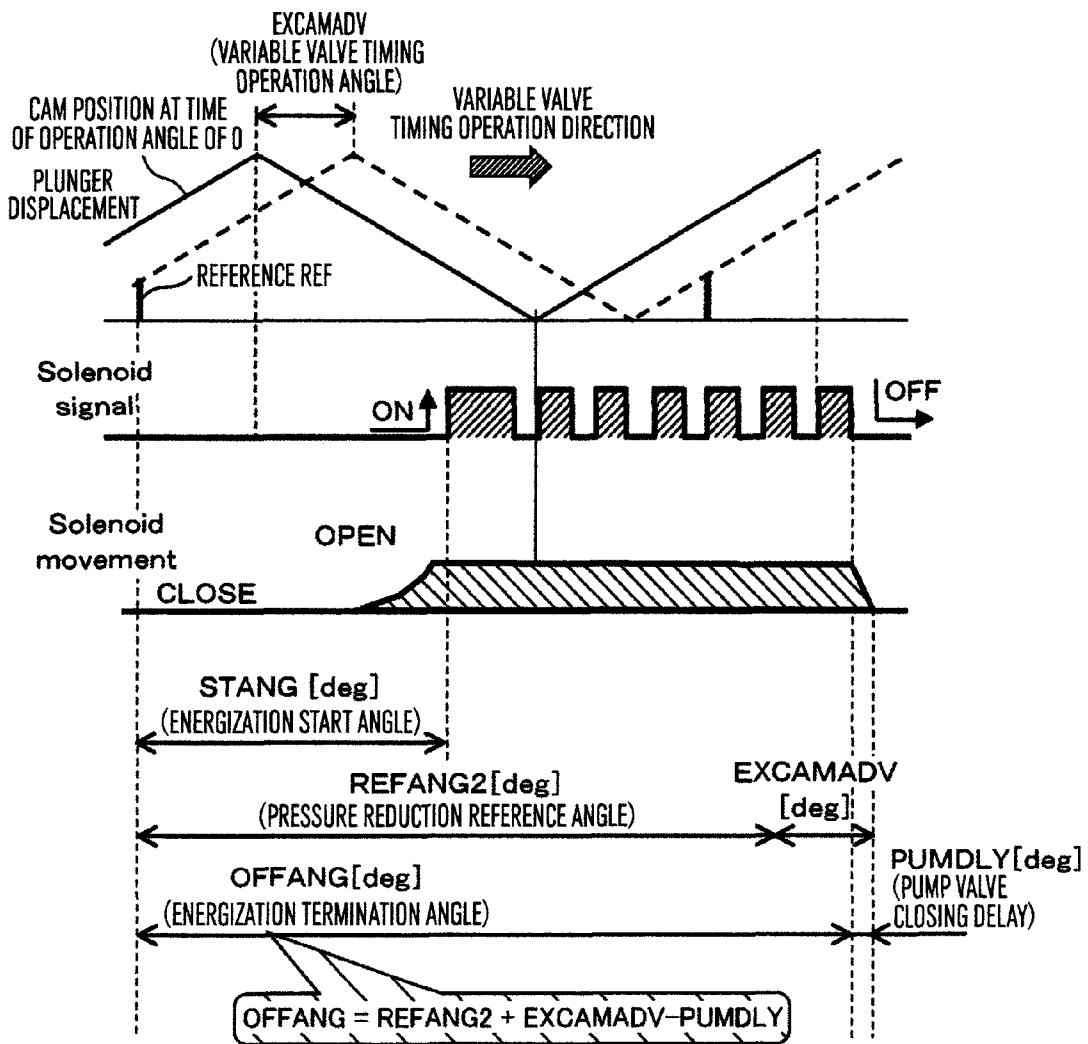 EXCAMADV
(VARIABLE VALVE TIMING
OPERATION ANGLE)
CAM POSITION AT TIME
OF OPERATION ANGLE OF 0
VARIABLE VALVE
TIMING OPERATION DIRECTION
PLUNGER
DISPLACEMENT
REFERENCE REF
Solenoid
signal
ON
OFF
Solenoid
movement
OPEN
CLOSE
STANG [deg]
(ENERGIZATION START ANGLE)
REFANG2[deg]
(PRESSURE REDUCTION REFERENCE ANGLE)
EXCAMADV
[deg]
OFFANG[deg]
(ENERGIZATION TERMINATION ANGLE)
PUMDLY[deg]
(PUMP VALVE
CLOSING DELAY)
OFFANG = REFANG2 + EXCAMADV-PUMDLY